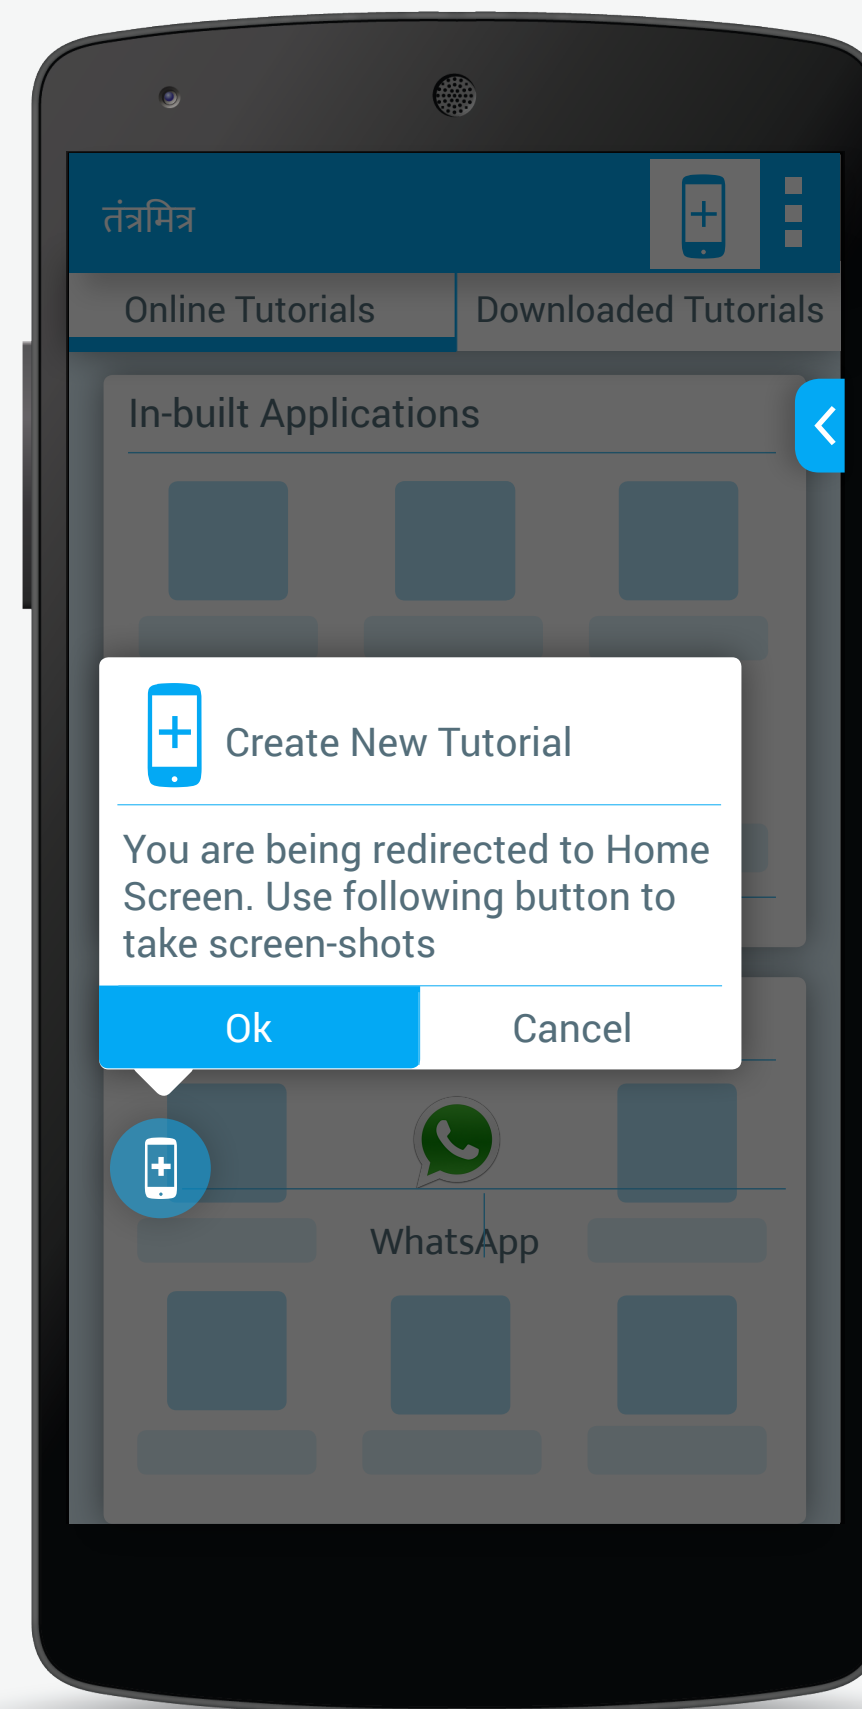 तंत्रमित्र
Online Tutorials
Downloaded Tutorials
In-built Applications
Create New Tutorial
You are being redirected to Home
Screen. Use following button to
take screen-shots
Ok
Cancel
WhatsApp